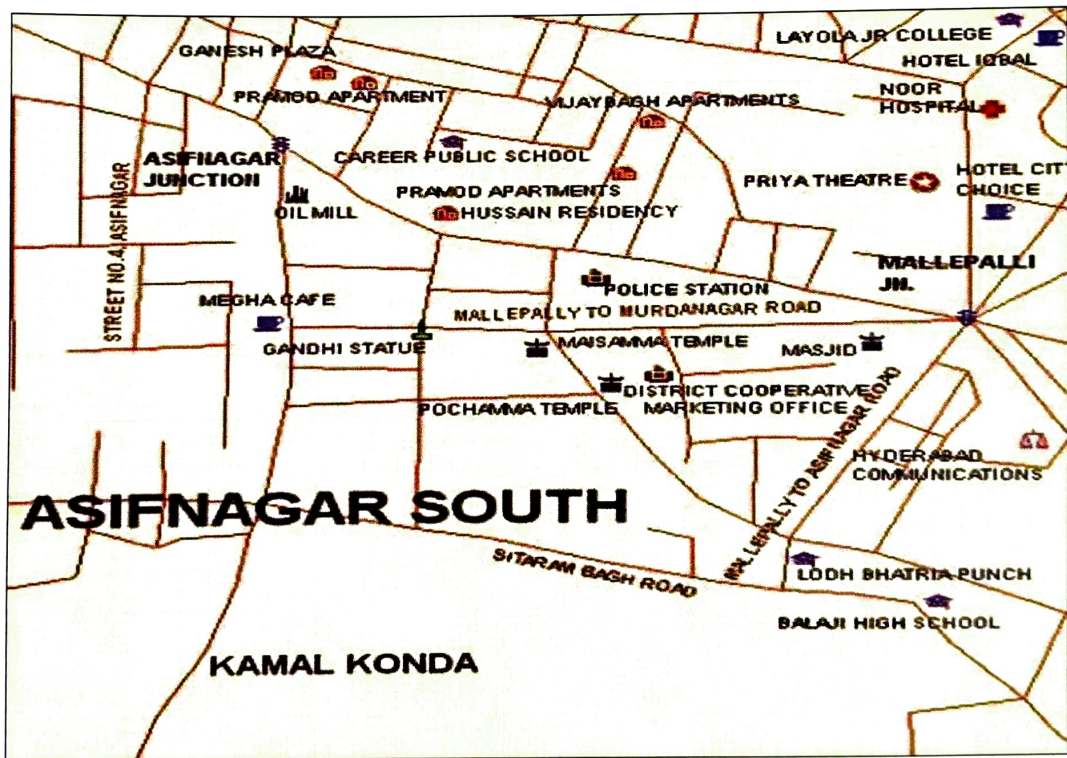 LAYOLA JR COLLEGE
GANESH PLAZA
HOTEL IQBAL
PRAMOD APARTMENT
VIJAYBAGH APARTMENTS
NOOR
HOSPITAL
ASIFNAGAR
JUNCTION
CAREER PUBLIC SCHOOL
PRIYA THEATRE
HOTEL CITY
CHOICE
PRAMOD APARTMENTS
OIL MILL
HUSSAIN RESIDENCY
STREET NO.4, ASIFNAGAR
MALLEPALLI
JN.
POLICE STATION
MEGHA CAFE
MALLEPALLY TO MURDANAGAR ROAD
GANDHI STATUE
MAISAMMA TEMPLE
MASJID
DISTRICT COOPERATIVE
MARKETING OFFICE
POCHAMMA TEMPLE
MALLEPALLY TO ASIFNAGAR ROAD
HYDERABAD
COMMUNICATIONS
ASIFNAGAR SOUTH
SITARAM BAGH ROAD
LODH BHATRIA PUNCH
BALAJI HIGH SCHOOL
KAMAL KONDA